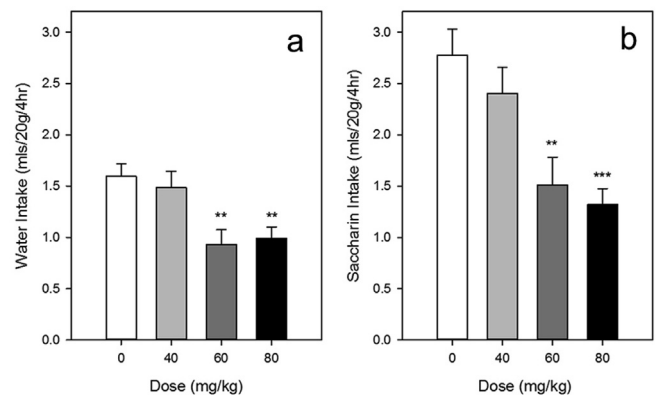 a
3.0
2.5
2.0
1.5
1.0
0.5
0.0
Water Intake (mls/20g/4hr)
** **
0 40 60 80
Dose (mg/kg)
b
3.0
2.5
2.0
1.5
1.0
0.5
0.0
Saccharin Intake (mls/20g/4hr)
**
***
0 40 60 80
Dose (mg/kg)